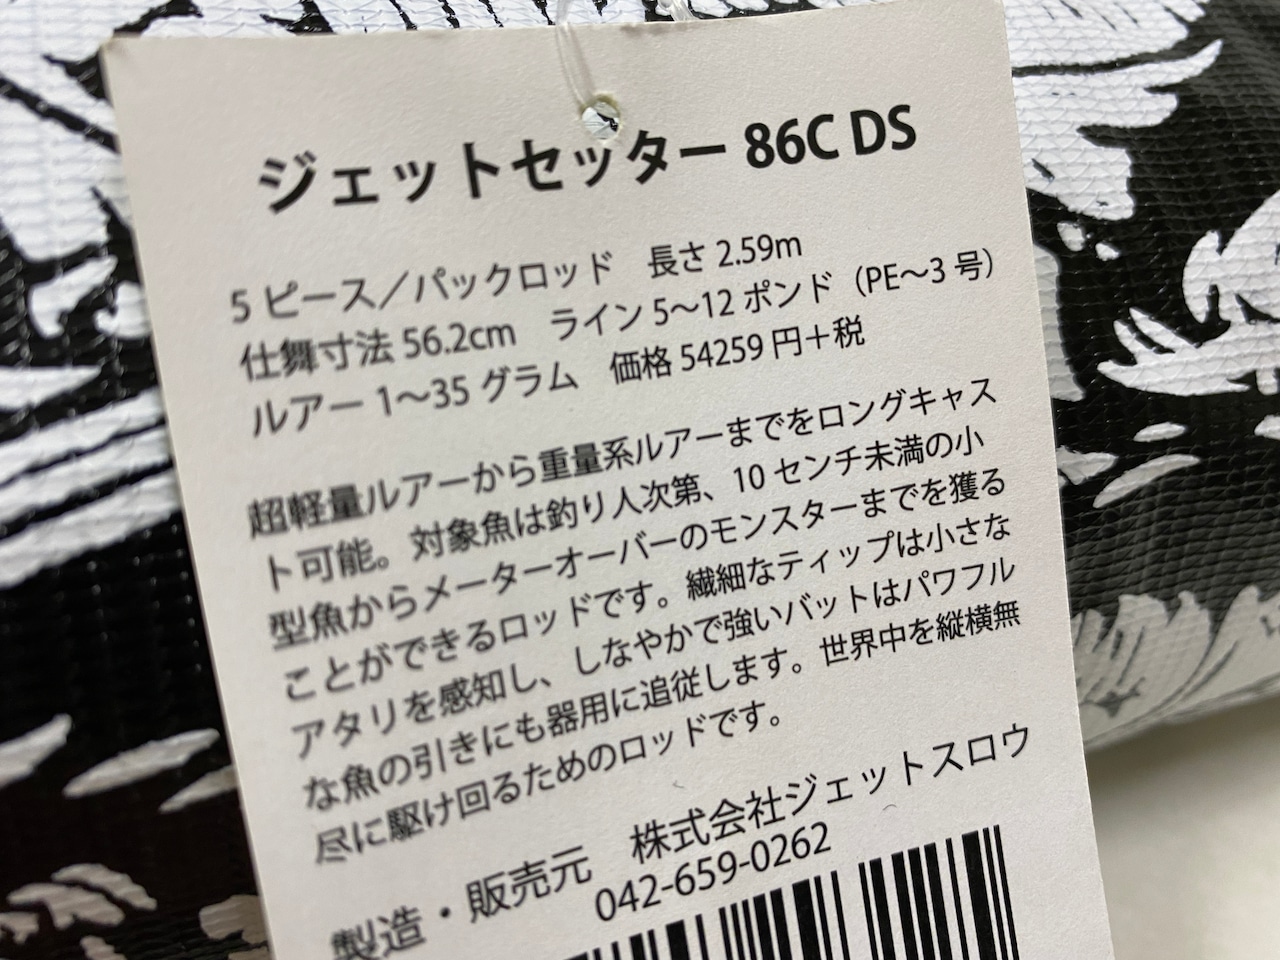 ジェットセッター 86C DS
5 ピース／パックロッド　長さ 2.59m
仕舞寸法 56.2cm　ライン 5〜12 ポンド（PE〜3 号）
ルアー 1〜35 グラム　価格 54259 円＋税
超軽量ルアーから重量系ルアーまでをロングキャス
ト可能。対象魚は釣り人次第、10 センチ未満の小
型魚からメーターオーバーのモンスターまでを獲る
ことができるロッドです。繊細なティップは小さな
アタリを感知し、しなやかで強いバットはパワフル
な魚の引きにも器用に追従します。世界中を縦横無
尽に駆け回るためのロッドです。
製造・販売元　株式会社ジェットスロウ
042-659-0262